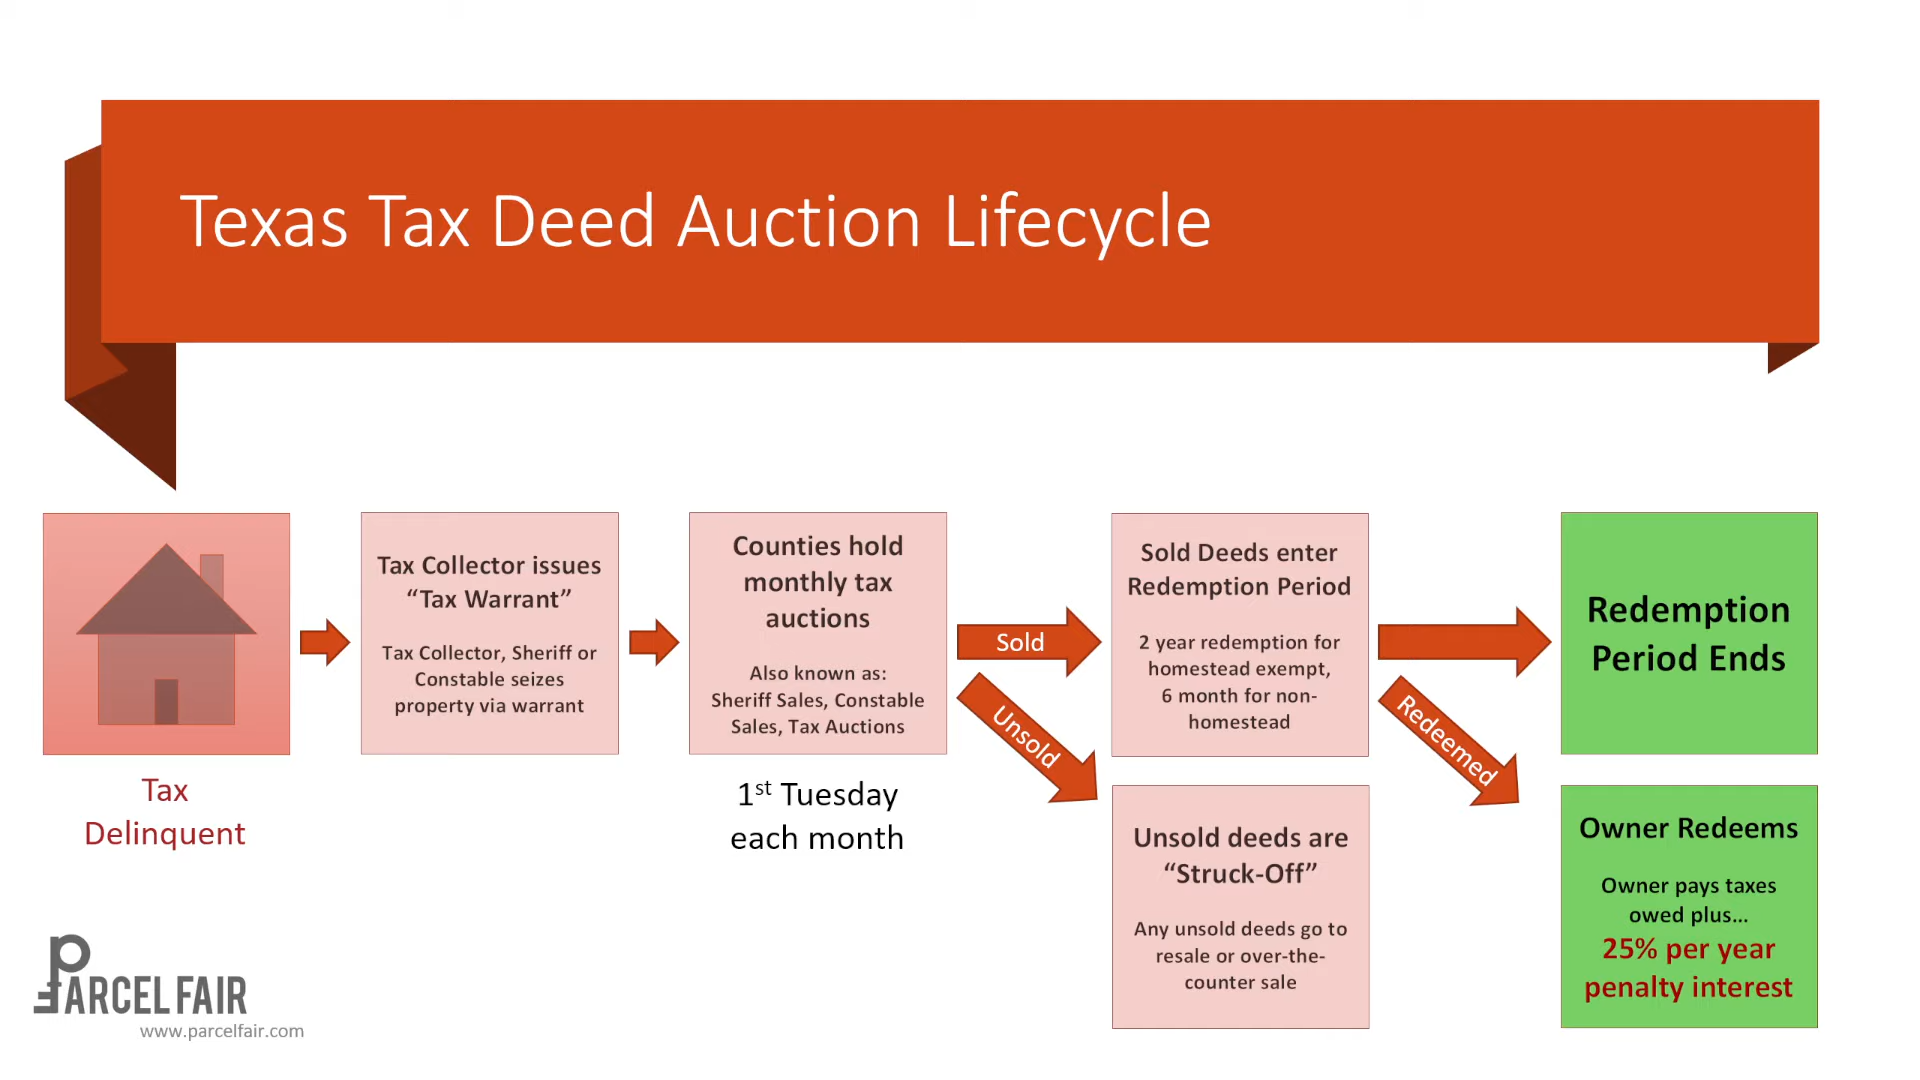 Texas Tax Deed Auction Lifecycle
Tax
Delinquent
Tax Collector issues
“Tax Warrant”
Tax Collector, Sheriff or
Constable seizes
property via warrant
Counties hold
monthly tax
auctions
Also known as:
Sheriff Sales, Constable
Sales, Tax Auctions
1st Tuesday
each month
Sold
Unsold
Sold Deeds enter
Redemption Period
2 year redemption for
homestead exempt,
6 month for non-
homestead
Unsold deeds are
“Struck-Off”
Any unsold deeds go to
resale or over-the-
counter sale
Redeemed
Redemption
Period Ends
Owner Redeems
Owner pays taxes
owed plus...
25% per year
penalty interest
PARCEL FAIR
www.parcelfair.com